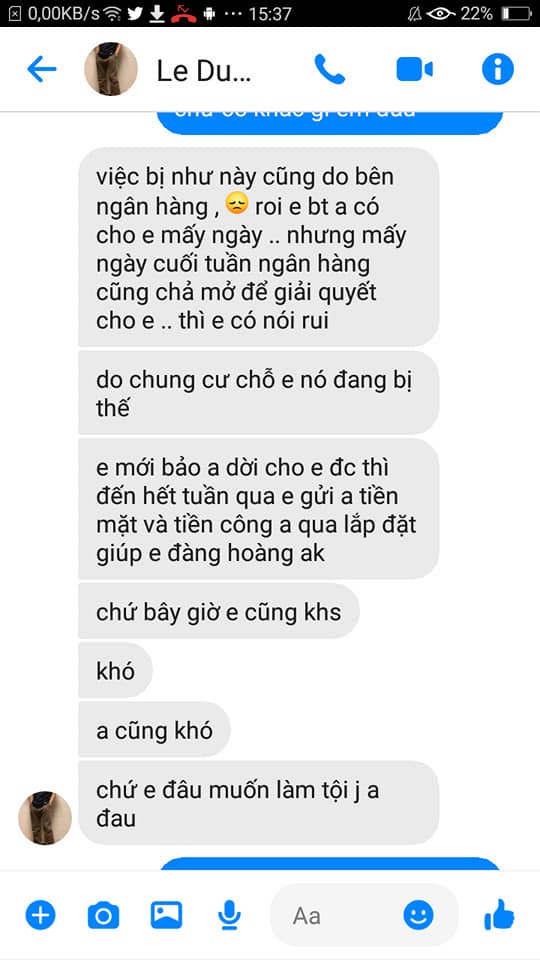 0,00KB/s ... 15:37 22%
Le Du...
việc bị như này cũng do bên
ngân hàng , 😞 roi e bt a có
cho e mấy ngày .. nhưng mấy
ngày cuối tuần ngân hàng
cũng chả mở để giải quyết
cho e .. thì e có nói rui
do chung cư chỗ e nó đang bị
thế
e mới bảo a dời cho e đc thì
đến hết tuần qua e gửi a tiền
mặt và tiền công a qua lắp đặt
giúp e đàng hoàng ak
chứ bây giờ e cũng khs
khó
a cũng khó
chứ e đâu muốn làm tội j a
đau
Aa